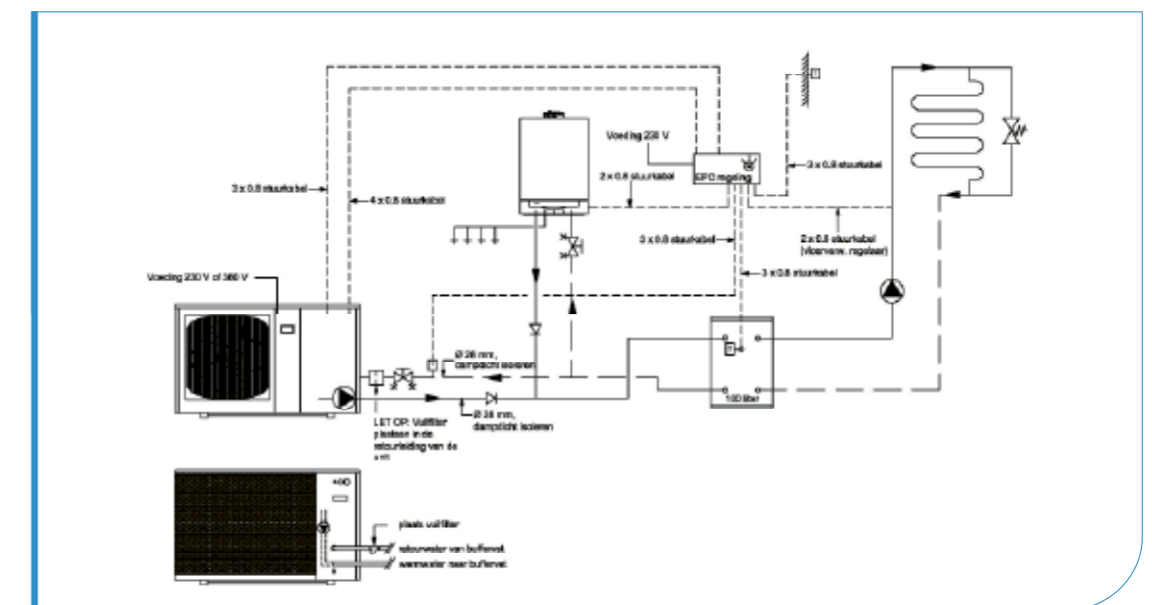 Voeding 230 V
EPC regeling
2 x 0.8 stuurkabel
3 x 0.8 stuurkabel
3 x 0.8 stuurkabel
4 x 0.8 stuurkabel
3 x 0.8 stuurkabel
2 x 0.8 stuurkabel
(vloerverw. regelaar)
3 x 0.8 stuurkabel
Voeding 230 V of 380 V
Ø 28 mm,
dampdicht isoleren
100 liter
LET OP: Vuilfilter
plaatsen in de
retourleiding van de
unit
Ø 28 mm,
dampdicht isoleren
plaats vuilfilter
retourwater van buffervat
warmwater naar buffervat